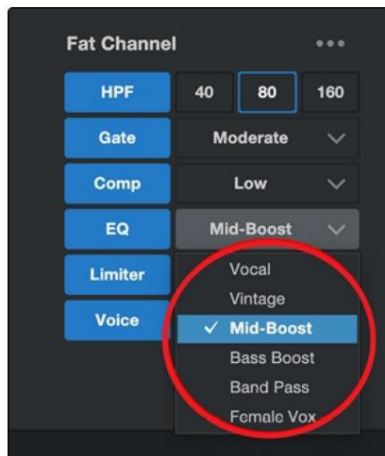 Fat Channel
HPF 40 80 160
Gate Moderate
Comp Low
EQ Mid-Boost
Limiter
Voice
Vocal
Vintage
Mid-Boost
Bass Boost
Band Pass
Female Vox